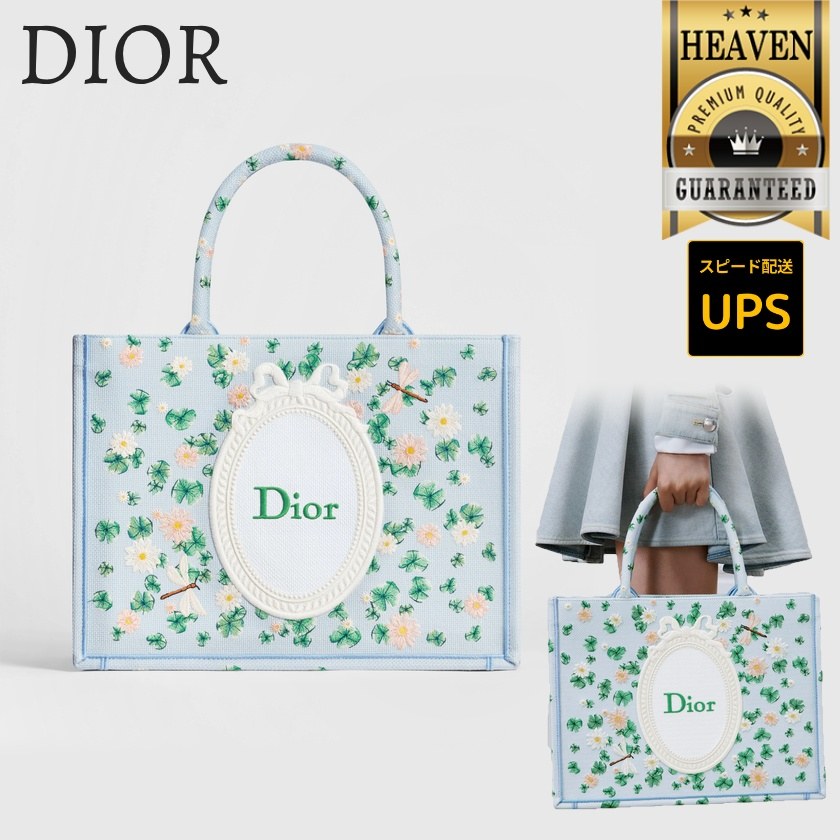 DIOR
HEAVEN
PREMIUM QUALITY
GUARANTEED
スピード配送
UPS
Dior
Dior